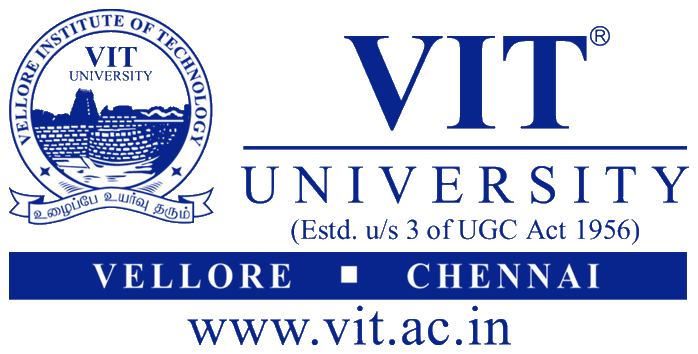 VELLORE INSTITUTE OF TECHNOLOGY
VIT
UNIVERSITY
உழைப்பே உயர்வு தரும்
VIT®
UNIVERSITY
(Estd. u/s 3 of UGC Act 1956)
VELLORE ■ CHENNAI
www.vit.ac.in